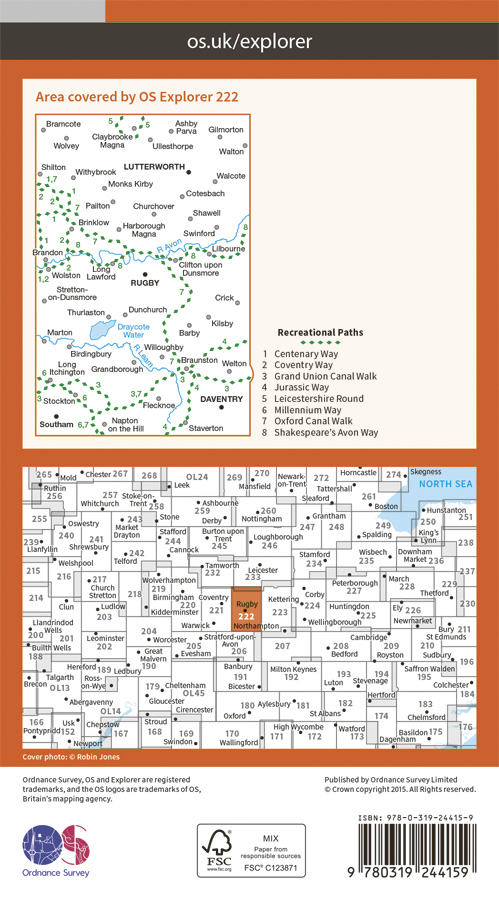 os.uk/explorer
Area covered by OS Explorer 222
Bramcote
5
5
Ashby
Parva
Gilmorton
Claybrooke
Magna
Wolvey
Ullesthorpe
Walton
Shilton
LUTTERWORTH
1,7
Withybrook
Walcote
2
2
1
Monks Kirby
Cotesbach
7
Pailton
Churchover
1
Shawell
Brinklow
Harborough
Magna
Swinford
8
2
8
7
R Avon
Brandon
8
Lilbourne
2
8
8
Clifton upon
Dunsmore
1,2
Wolston
Long
Lawford
RUGBY
7
Stretton-
on-Dunsmore
Crick
Thurlaston
Dunchurch
Kilsby
Draycote
Water
Barby
Marton
4
Birdingbury
R Leam
Willoughby
7
Long
Itchington
Grandborough
Braunston
Welton
6
3
4
3
3
Stockton
6
3,7
4
3
Flecknoe
DAVENTRY
Southam
6,7
Napton
on the Hill
4
Staverton
Recreational Paths
1 Centenary Way
2 Coventry Way
3 Grand Union Canal Walk
4 Jurassic Way
5 Leicestershire Round
6 Millennium Way
7 Oxford Canal Walk
8 Shakespeare's Avon Way
265 Mold Chester 267 268 OL24 269 270 Newark-
on-Trent 272 Horncastle 274 Skegness
Ruthin
256
257 Stoke-on-
Trent 258
Leek
Mansfield
Tattershall
NORTH SEA
Whitchurch
Ashbourne
259
Sleaford
261
Boston
255
Oswestry
243
Market
Drayton
Stone
244
Derby
260
Nottingham
Grantham
247 248
249
Spalding
250
King's
Lynn
Hunstanton
251
239
Llanfyllin
240
241
Shrewsbury
Stafford
Burton upon
Trent
245
Loughborough
246
Stamford
234
Wisbech
235
Downham
Market
236
238
Welshpool
242
Telford
Cannock
Tamworth
232
Leicester
233
215
216
217
Church
Stretton
218
Wolverhampton
219
Birmingham
220
Coventry
221
Rugby
222
Kettering
223
Corby
224
Peterborough
227
March
228
229
Thetford
230
214
Clun
Ludlow
203
Kidderminster
Warwick
Northampton
Wellingborough
Huntingdon
225
Ely 226
Newmarket
Llandrindod
Wells
200
201
Leominster
202
204
Worcester
Stratford-upon-
Avon
205
206
207
Bedford
208
Cambridge
209
210
Bury 211
St Edmunds
Builth Wells
188
Hereford
189
Great
Malvern
190
Ledbury
Evesham
Banbury
191
Milton Keynes
192
193
Luton
Royston
194
Stevenage
Saffron Walden
195
Sudbury
196
Brecon
Talgarth
OL13
Ross-
on-Wye
179
Cheltenham
OL45
Bicester
Colchester
184
Abergavenny
OL14
Gloucester
180
Oxford
Aylesbury 181
182
St Albans
Hertford
174
183
Chelmsford
166
Pontypridd
Usk
152
Chepstow
167
Stroud
168
Cirencester
169
170
Wallingford
High Wycombe
171
172
Watford
173
Dagenham
Basildon 175
176
Newport
Swindon
Cover photo: © Robin Jones
Ordnance Survey, OS and Explorer are registered
trademarks, and the OS logos are trademarks of OS,
Britain's mapping agency.
Published by Ordnance Survey Limited
© Crown copyright 2015. All Rights reserved.
OS
Ordnance Survey
FSC
www.fsc.org
MIX
Paper from
responsible sources
FSC® C123871
ISBN: 978-0-319-24415-9
9 780319 244159